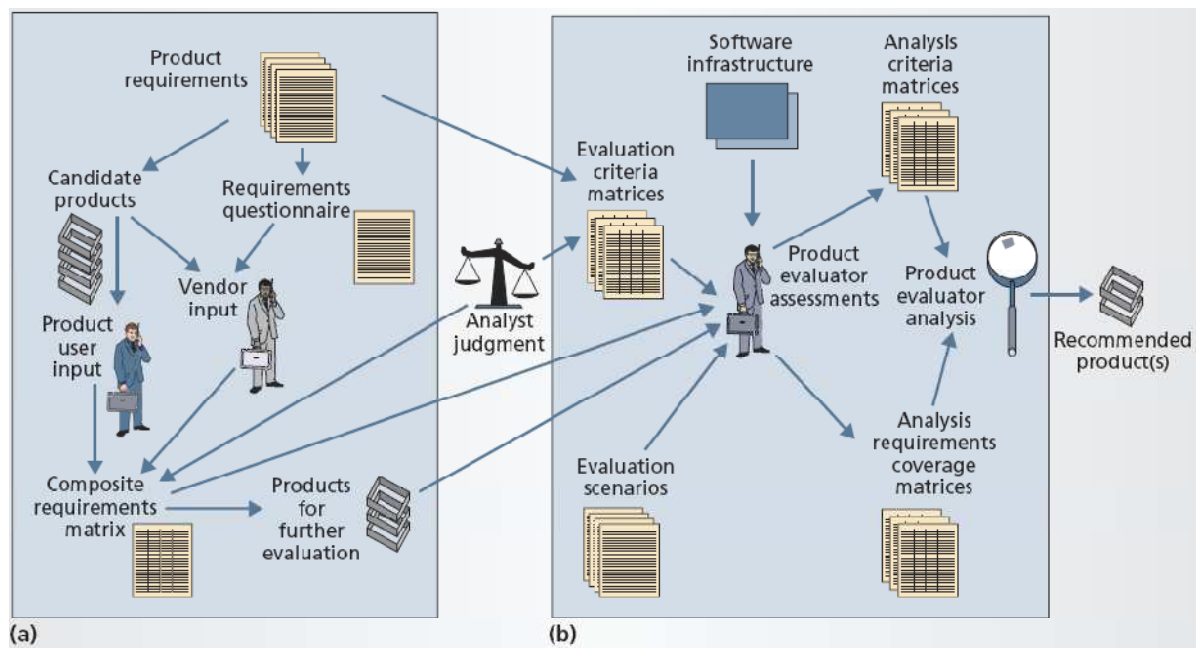 Product
requirements
Candidate
products
Requirements
questionnaire
Vendor
input
Product
user
input
Composite
requirements
matrix
Products
for
further
evaluation
(a)
Analyst
judgment
Software
infrastructure
Analysis
criteria
matrices
Evaluation
criteria
matrices
Product
evaluator
assessments
Product
evaluator
analysis
Recommended
product(s)
Evaluation
scenarios
Analysis
requirements
coverage
matrices
(b)